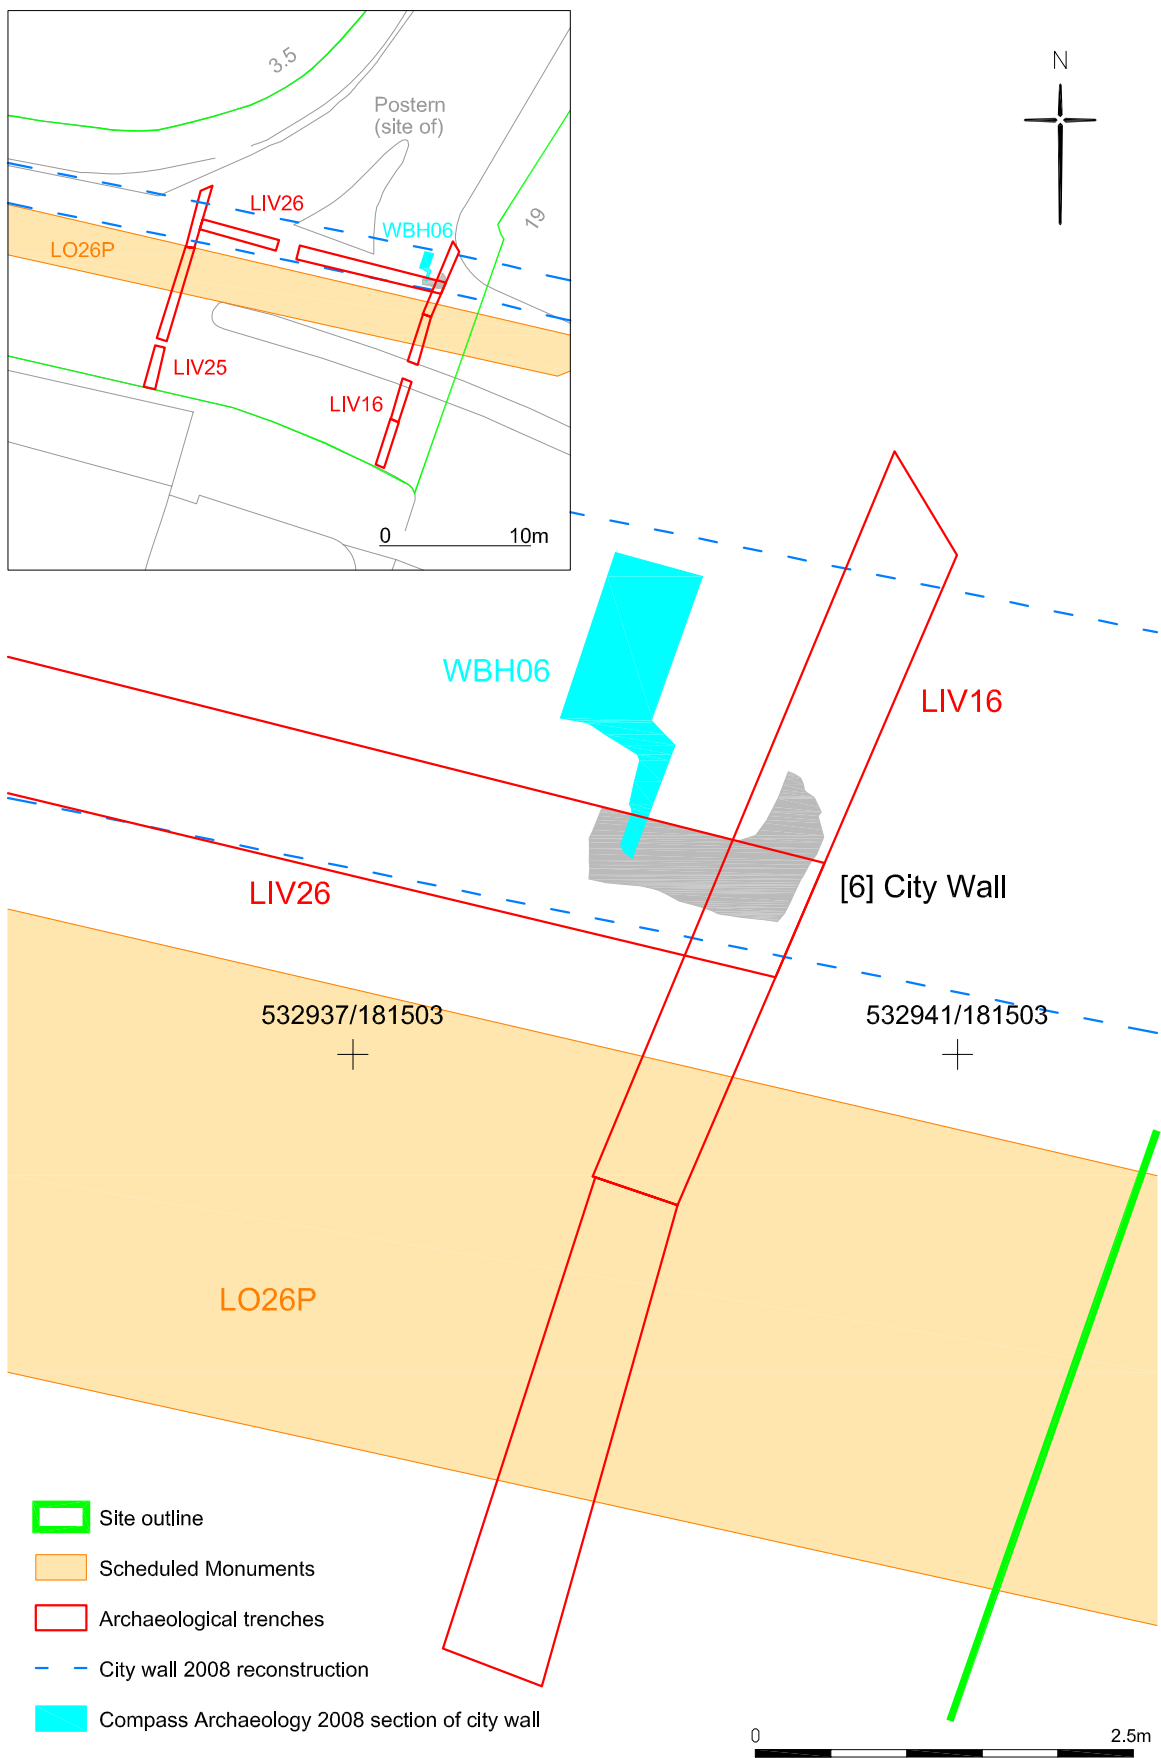 3.5
Postern
(site of)
LIV26
WBH06
19
LO26P
LIV25
LIV16
0 10m
N
WBH06
LIV16
[6] City Wall
LIV26
532937/181503
532941/181503
LO26P
Site outline
Scheduled Monuments
Archaeological trenches
City wall 2008 reconstruction
Compass Archaeology 2008 section of city wall
0 2.5m